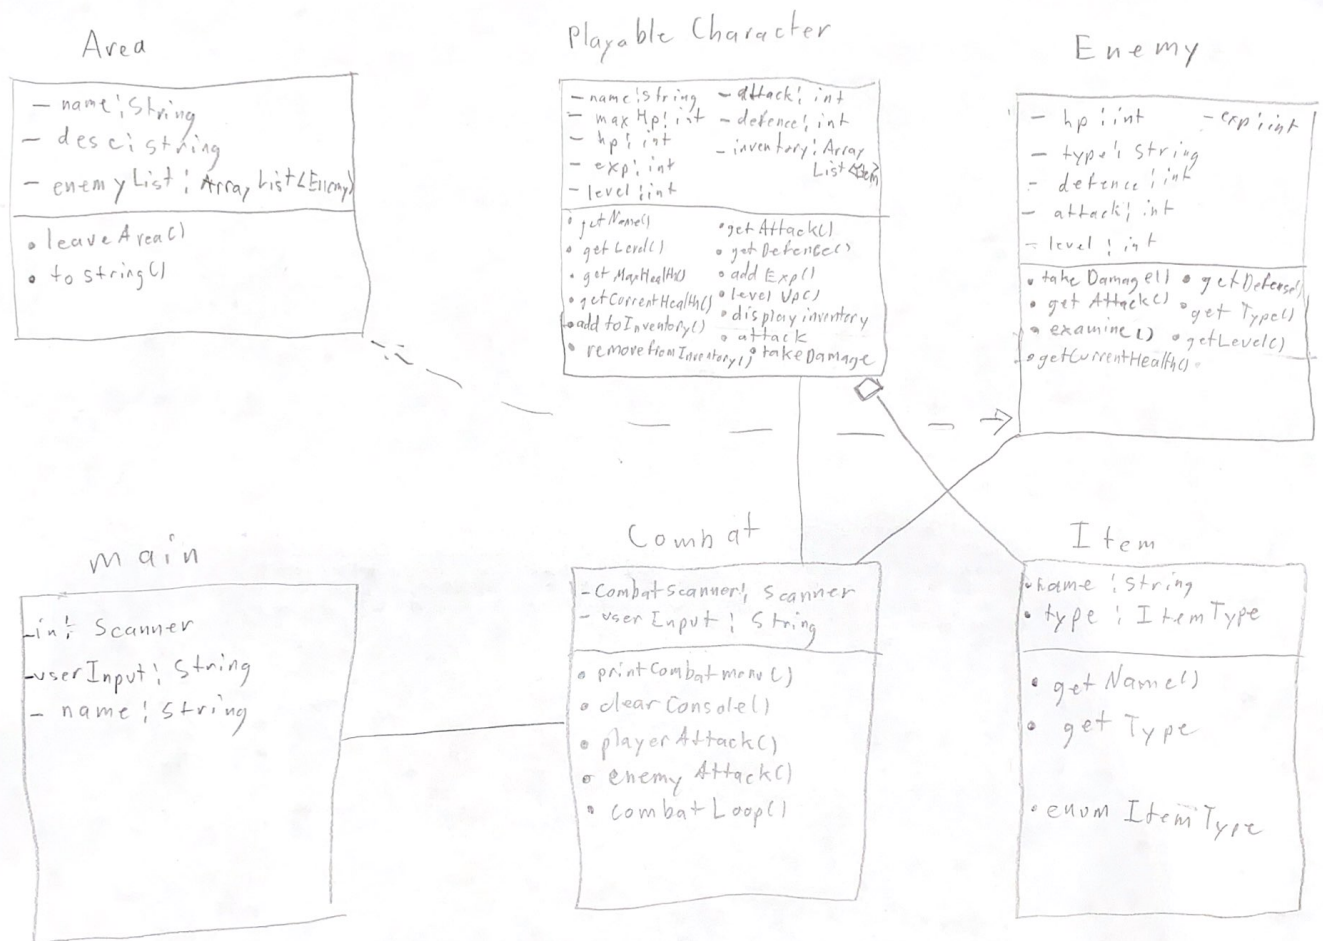 Area
- name: String
- desc: String
- enemyList: ArrayList<Enemy>
• leaveArea()
• toString()
Playable Character
- name: String
- maxHp: int
- hp: int
- exp: int
- level: int
- attack: int
- defence: int
- inventory: Array
List<Item
• getName()
• getLevel()
• getMaxHealth()
• getCurrentHealth()
• addtoInventory()
• removefromInventory()
• getAttack()
• getDefence()
• addExp()
• levelUp()
• displayinventory
• attack
• takeDamage
Enemy
- hp: int
- type: String
- defence: int
- attack: int
- level: int
- exp: int
• takeDamage()
• getAttack()
• examine()
• getCurrentHealth()
• getDefense()
• getType()
• getLevel()
main
- in: Scanner
- userInput: String
- name: String
Combat
- CombatScanner: Scanner
- userInput: String
• printCombatmenu()
• clearConsole()
• playerAttack()
• enemyAttack()
• combatLoop()
Item
• name: String
• type: ItemType
• getName()
• getType
• enum ItemType